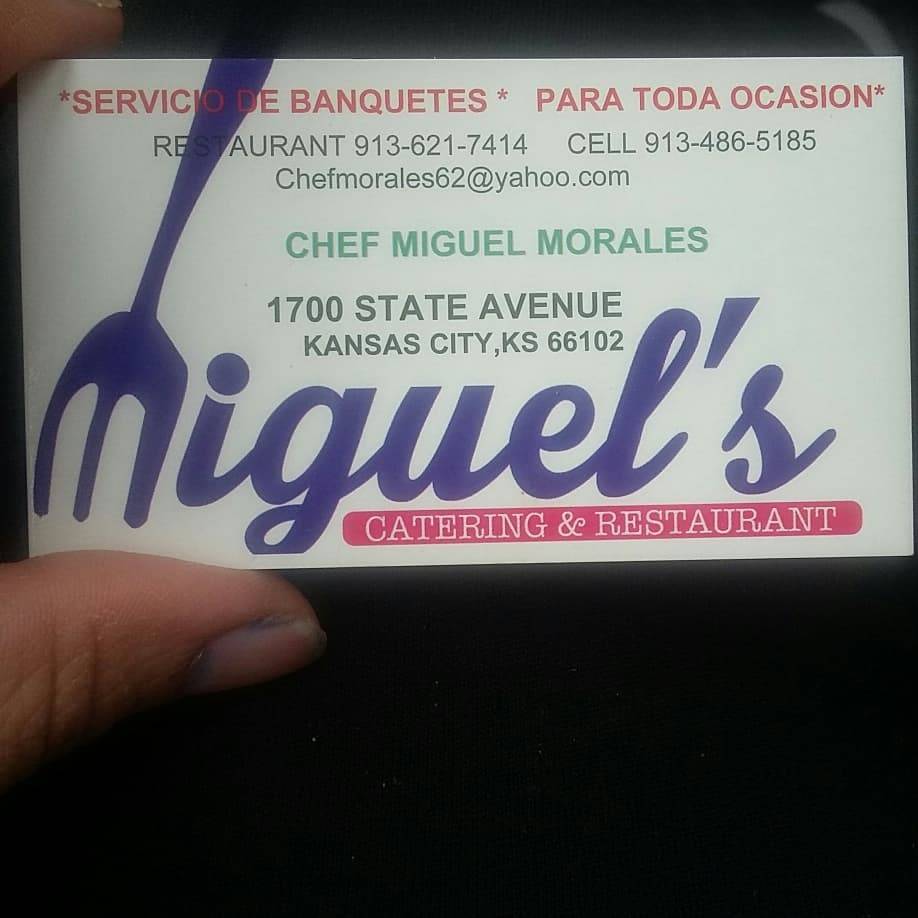 *SERVICIO DE BANQUETES * PARA TODA OCASION*
RESTAURANT 913-621-7414 CELL 913-486-5185
Chefmorales62@yahoo.com
CHEF MIGUEL MORALES
1700 STATE AVENUE
KANSAS CITY,KS 66102
Miguel's
CATERING & RESTAURANT